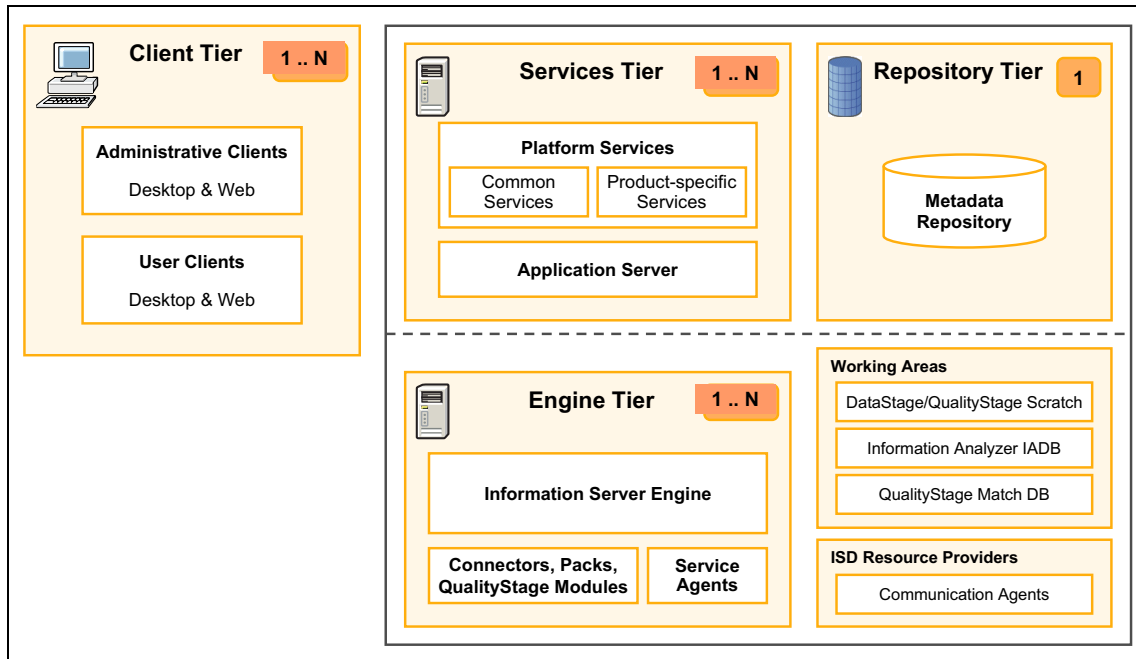 Client Tier
1 .. N
Administrative Clients
Desktop & Web
User Clients
Desktop & Web
Services Tier
1 .. N
Platform Services
Common
Services
Product-specific
Services
Application Server
Repository Tier
1
Metadata
Repository
Engine Tier
1 .. N
Information Server Engine
Connectors, Packs,
QualityStage Modules
Service
Agents
Working Areas
DataStage/QualityStage Scratch
Information Analyzer IADB
QualityStage Match DB
ISD Resource Providers
Communication Agents